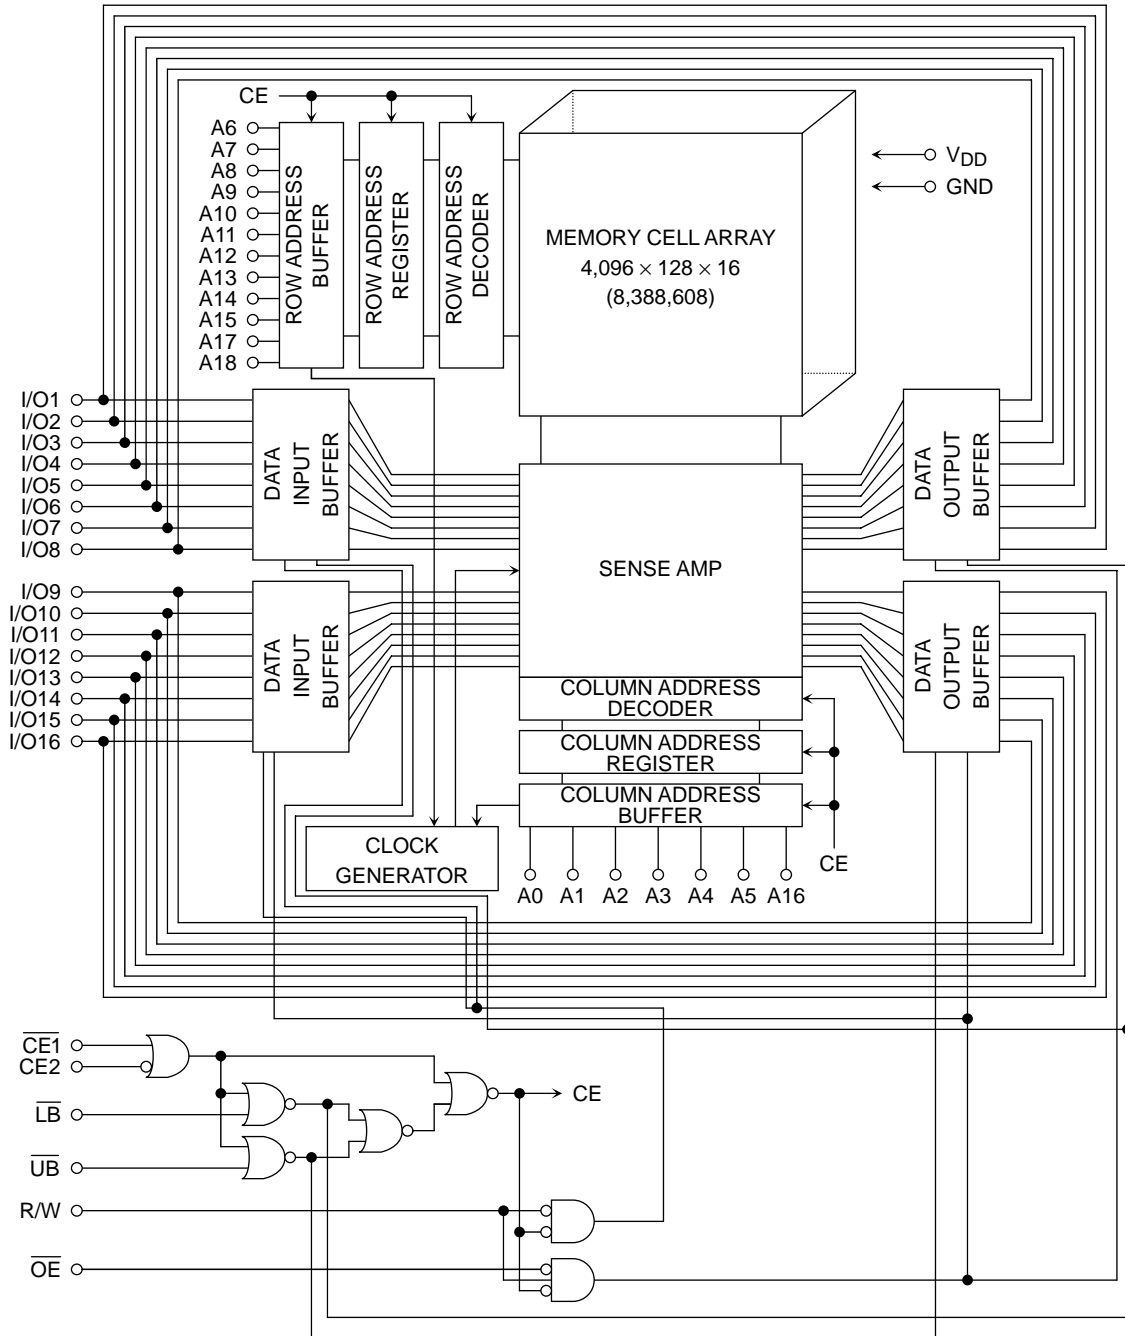 CE
A6
A7
A8
A9
A10
A11
A12
A13
A14
A15
A17
A18
ROW ADDRESS
BUFFER
ROW ADDRESS
REGISTER
ROW ADDRESS
DECODER
MEMORY CELL ARRAY
4,096 × 128 × 16
(8,388,608)
VDD
GND
I/O1
I/O2
I/O3
I/O4
I/O5
I/O6
I/O7
I/O8
DATA
INPUT
BUFFER
SENSE AMP
DATA
OUTPUT
BUFFER
I/O9
I/O10
I/O11
I/O12
I/O13
I/O14
I/O15
I/O16
DATA
INPUT
BUFFER
DATA
OUTPUT
BUFFER
COLUMN ADDRESS
DECODER
COLUMN ADDRESS
REGISTER
COLUMN ADDRESS
BUFFER
CLOCK
GENERATOR
CE
A0 A1 A2 A3 A4 A5 A16
C̅E̅1̅
CE2
CE
L̅B̅
U̅B̅
R/W
O̅E̅